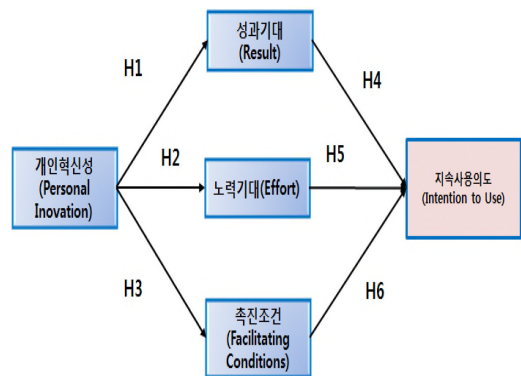 성과기대
(Result)
H1
H4
개인혁신성
(Personal
Inovation)
H2
노력기대(Effort)
H5
지속사용의도
(Intention to Use)
H3
H6
촉진조건
(Facilitating
Conditions)